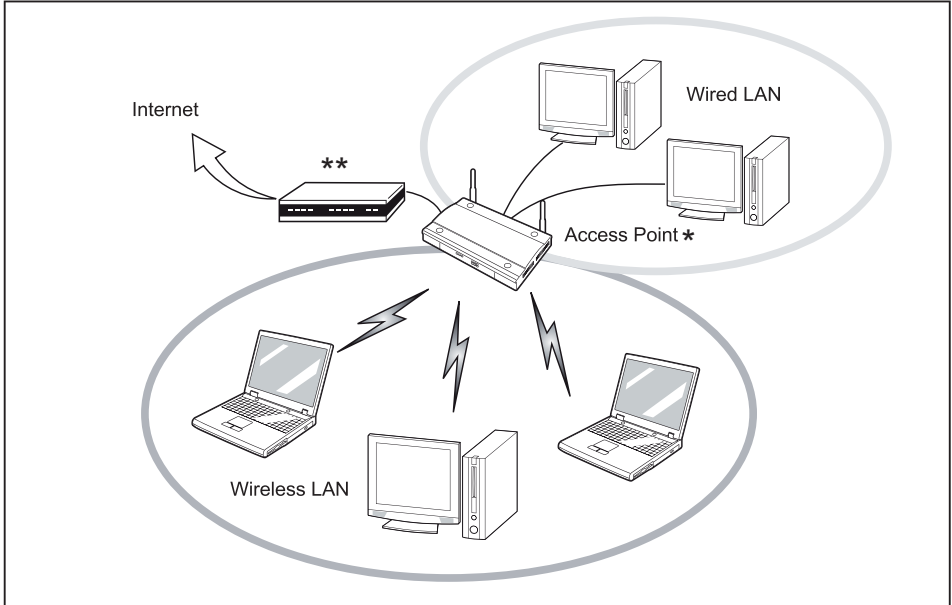 Internet
**
Wired LAN
Access Point *
Wireless LAN